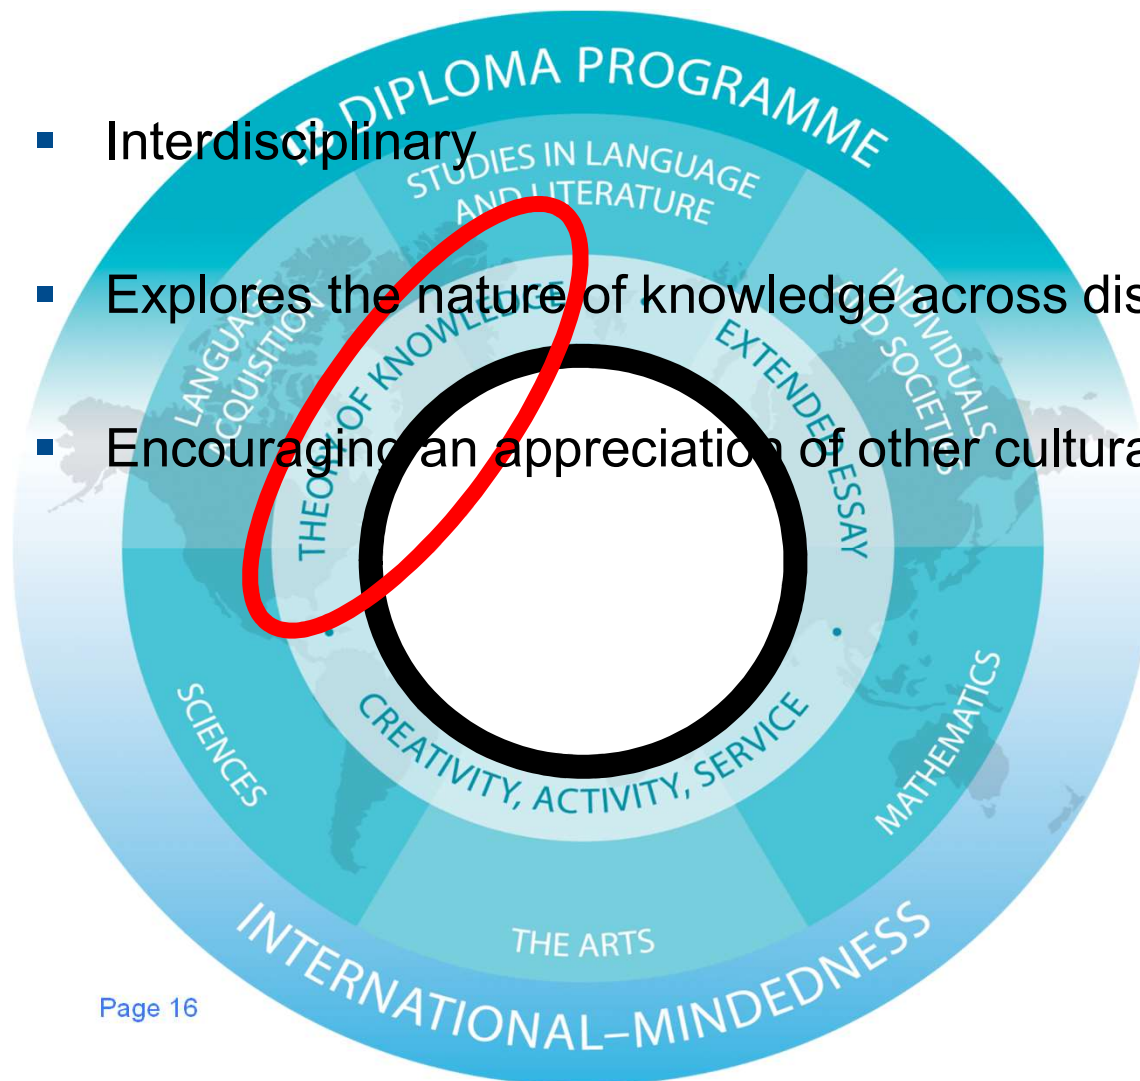 IB DIPLOMA PROGRAMME
▪ Interdisciplinary
STUDIES IN LANGUAGE
AND LITERATURE
▪ Explores the nature of knowledge across dis
LANGUAGE
ACQUISITION
THEORY OF KNOWLEDGE
EXTENDED ESSAY
INDIVIDUALS
AND SOCIETIES
▪ Encouraging an appreciation of other cultura
SCIENCES
CREATIVITY, ACTIVITY, SERVICE
MATHEMATICS
THE ARTS
INTERNATIONAL–MINDEDNESS
Page 16